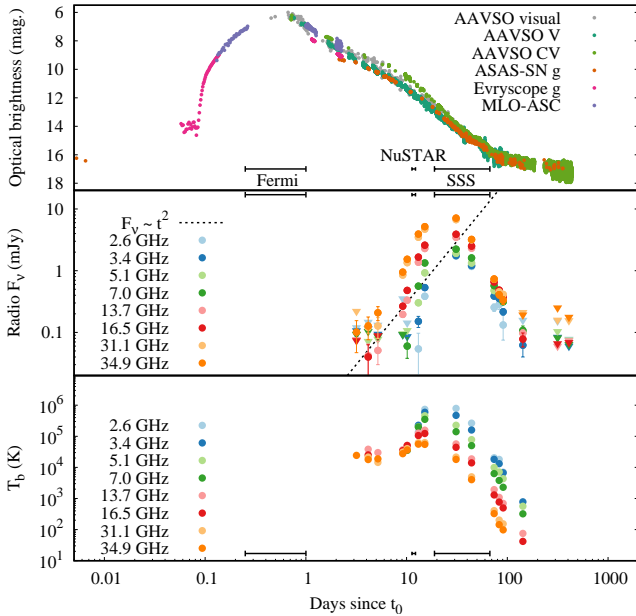 Optical brightness (mag.)
6
8
10
12
14
16
18
AAVSO visual
AAVSO V
AAVSO CV
ASAS-SN g
Evryscope g
MLO-ASC
NuSTAR
Fermi
SSS
Radio F_ν (mJy)
10
1
0.1
F_ν ~ t^2
2.6 GHz
3.4 GHz
5.1 GHz
7.0 GHz
13.7 GHz
16.5 GHz
31.1 GHz
34.9 GHz
T_b (K)
10^6
10^5
10^4
10^3
10^2
10^1
2.6 GHz
3.4 GHz
5.1 GHz
7.0 GHz
13.7 GHz
16.5 GHz
31.1 GHz
34.9 GHz
0.01
0.1
1
10
100
1000
Days since t_0